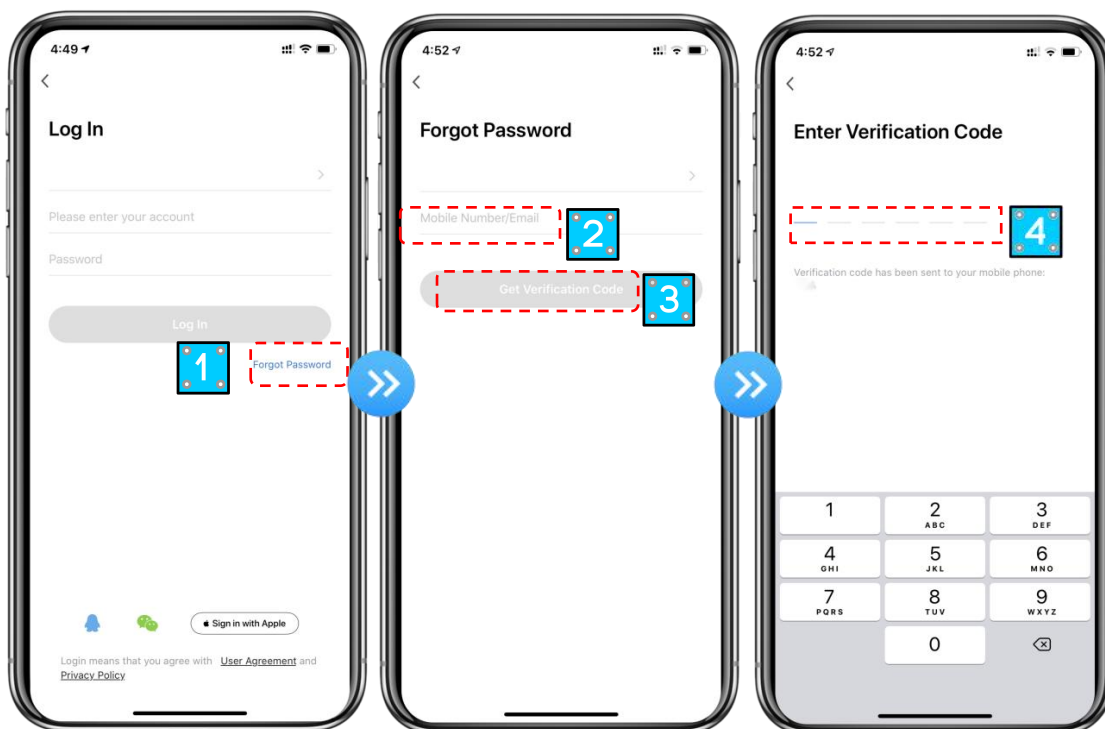 4:49
Log In
Please enter your account
Password
Log In
1
Forgot Password
Sign in with Apple
Login means that you agree with User Agreement and
Privacy Policy
4:52
Forgot Password
Mobile Number/Email
2
Get Verification Code
3
4:52
Enter Verification Code
4
Verification code has been sent to your mobile phone:
1 2 ABC 3 DEF
4 GHI 5 JKL 6 MNO
7 PQRS 8 TUV 9 WXYZ
0